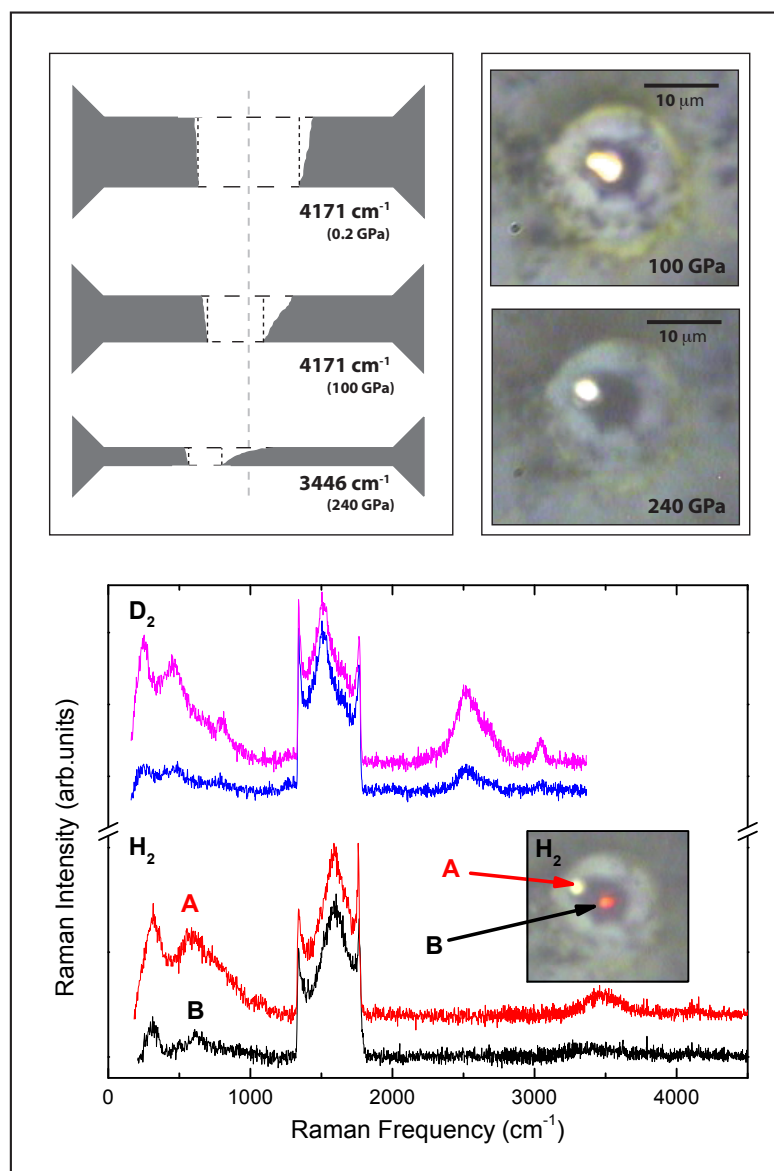 4171 cm⁻¹
(0.2 GPa)
4171 cm⁻¹
(100 GPa)
3446 cm⁻¹
(240 GPa)
10 µm
100 GPa
10 µm
240 GPa
D₂
H₂
A
B
H₂
A
B
Raman Intensity (arb.units)
0 1000 2000 3000 4000
Raman Frequency (cm⁻¹)